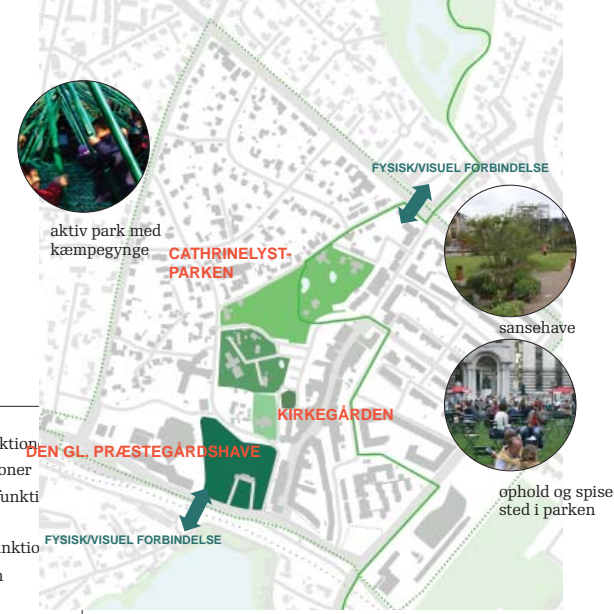 FYSISK/VISUEL FORBINDELSE
aktiv park med
kæmpegynge
CATHRINELYST-
PARKEN
sansehave
KIRKEGÅRDEN
DEN GL, PRÆSTEGÅRDSHAVE
ophold og spise
sted i parken
FYSISK/VISUEL FORBINDELSE